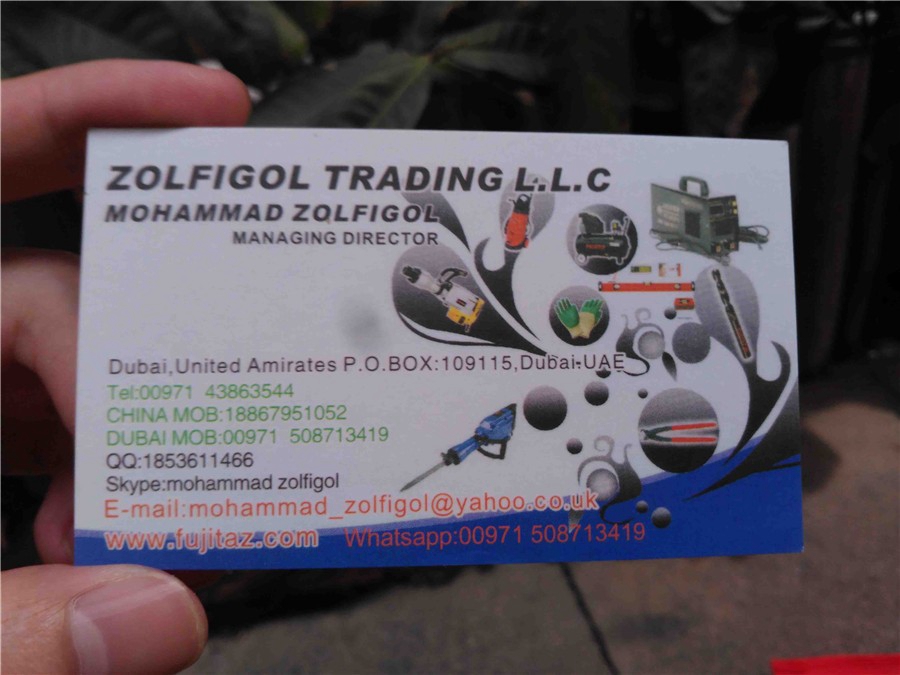 ZOLFIGOL TRADING L.L.C
MOHAMMAD ZOLFIGOL
MANAGING DIRECTOR
Dubai,United Amirates P.O.BOX:109115,Dubai-UAE
Tel:00971 43863544
CHINA MOB:18867951052
DUBAI MOB:00971 508713419
QQ:1853611466
Skype:mohammad zolfigol
E-mail:mohammad_zolfigol@yahoo.co.uk
www.fujitaz.com Whatsapp:00971 508713419